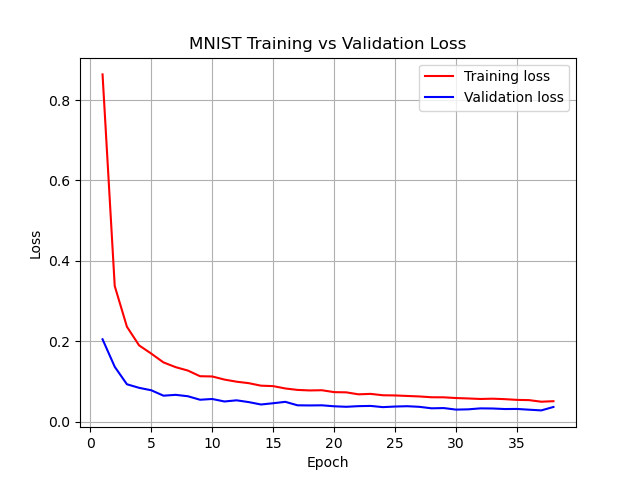 MNIST Training vs Validation Loss
Training loss
Validation loss
0.8
0.6
0.4
0.2
0.0
Loss
0 5 10 15 20 25 30 35
Epoch